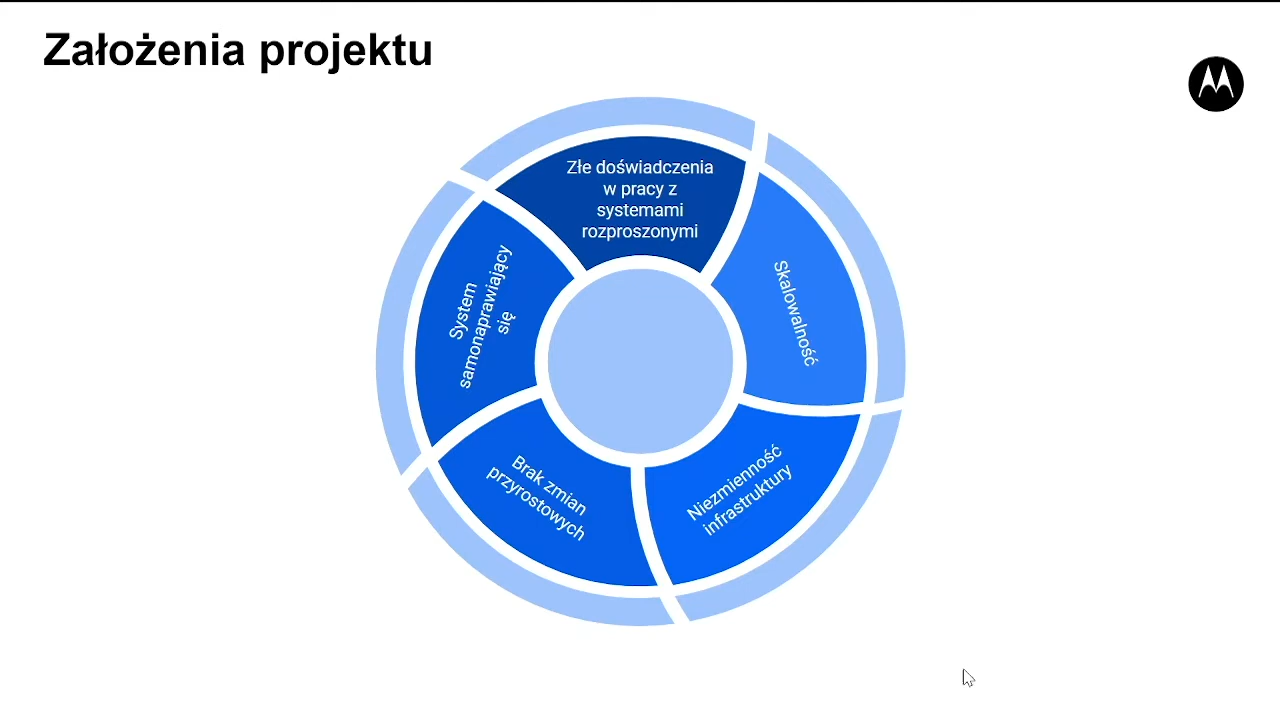 Założenia projektu
Złe doświadczenia
w pracy z
systemami
rozproszonymi
Skalowalność
Niezmienność
infrastruktury
Brak zmian
przyrostowych
System
samonaprawiający
się